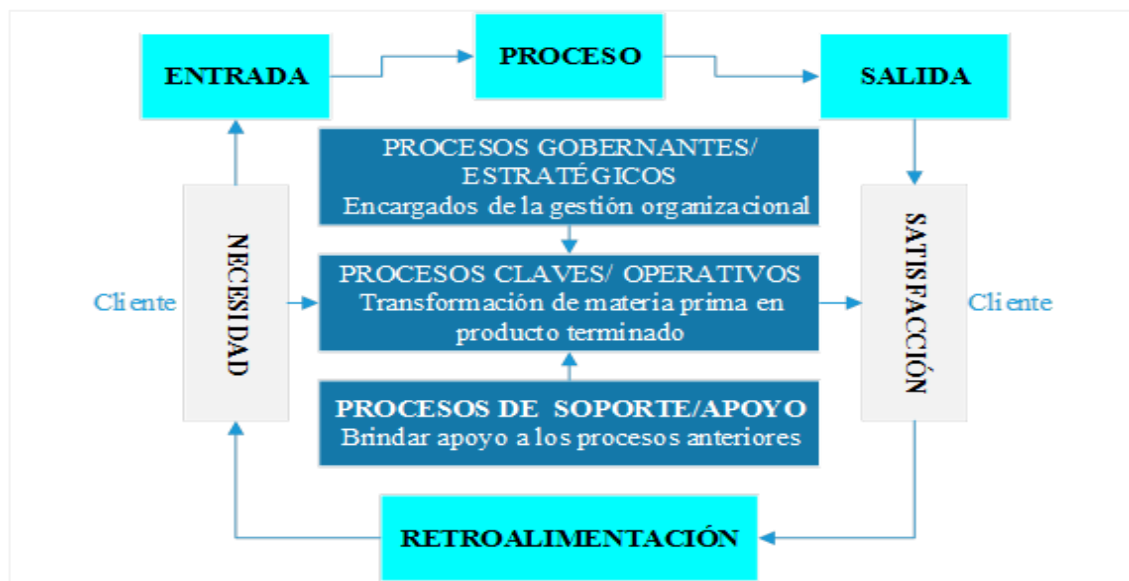 ENTRADA
PROCESO
SALIDA
PROCESOS GOBERNANTES/
ESTRATÉGICOS
Encargados de la gestión organizacional
Cliente
NECESIDAD
PROCESOS CLAVES/ OPERATIVOS
Transformación de materia prima en
producto terminado
SATISFACCIÓN
Cliente
PROCESOS DE SOPORTE/APOYO
Brindar apoyo a los procesos anteriores
RETROALIMENTACIÓN